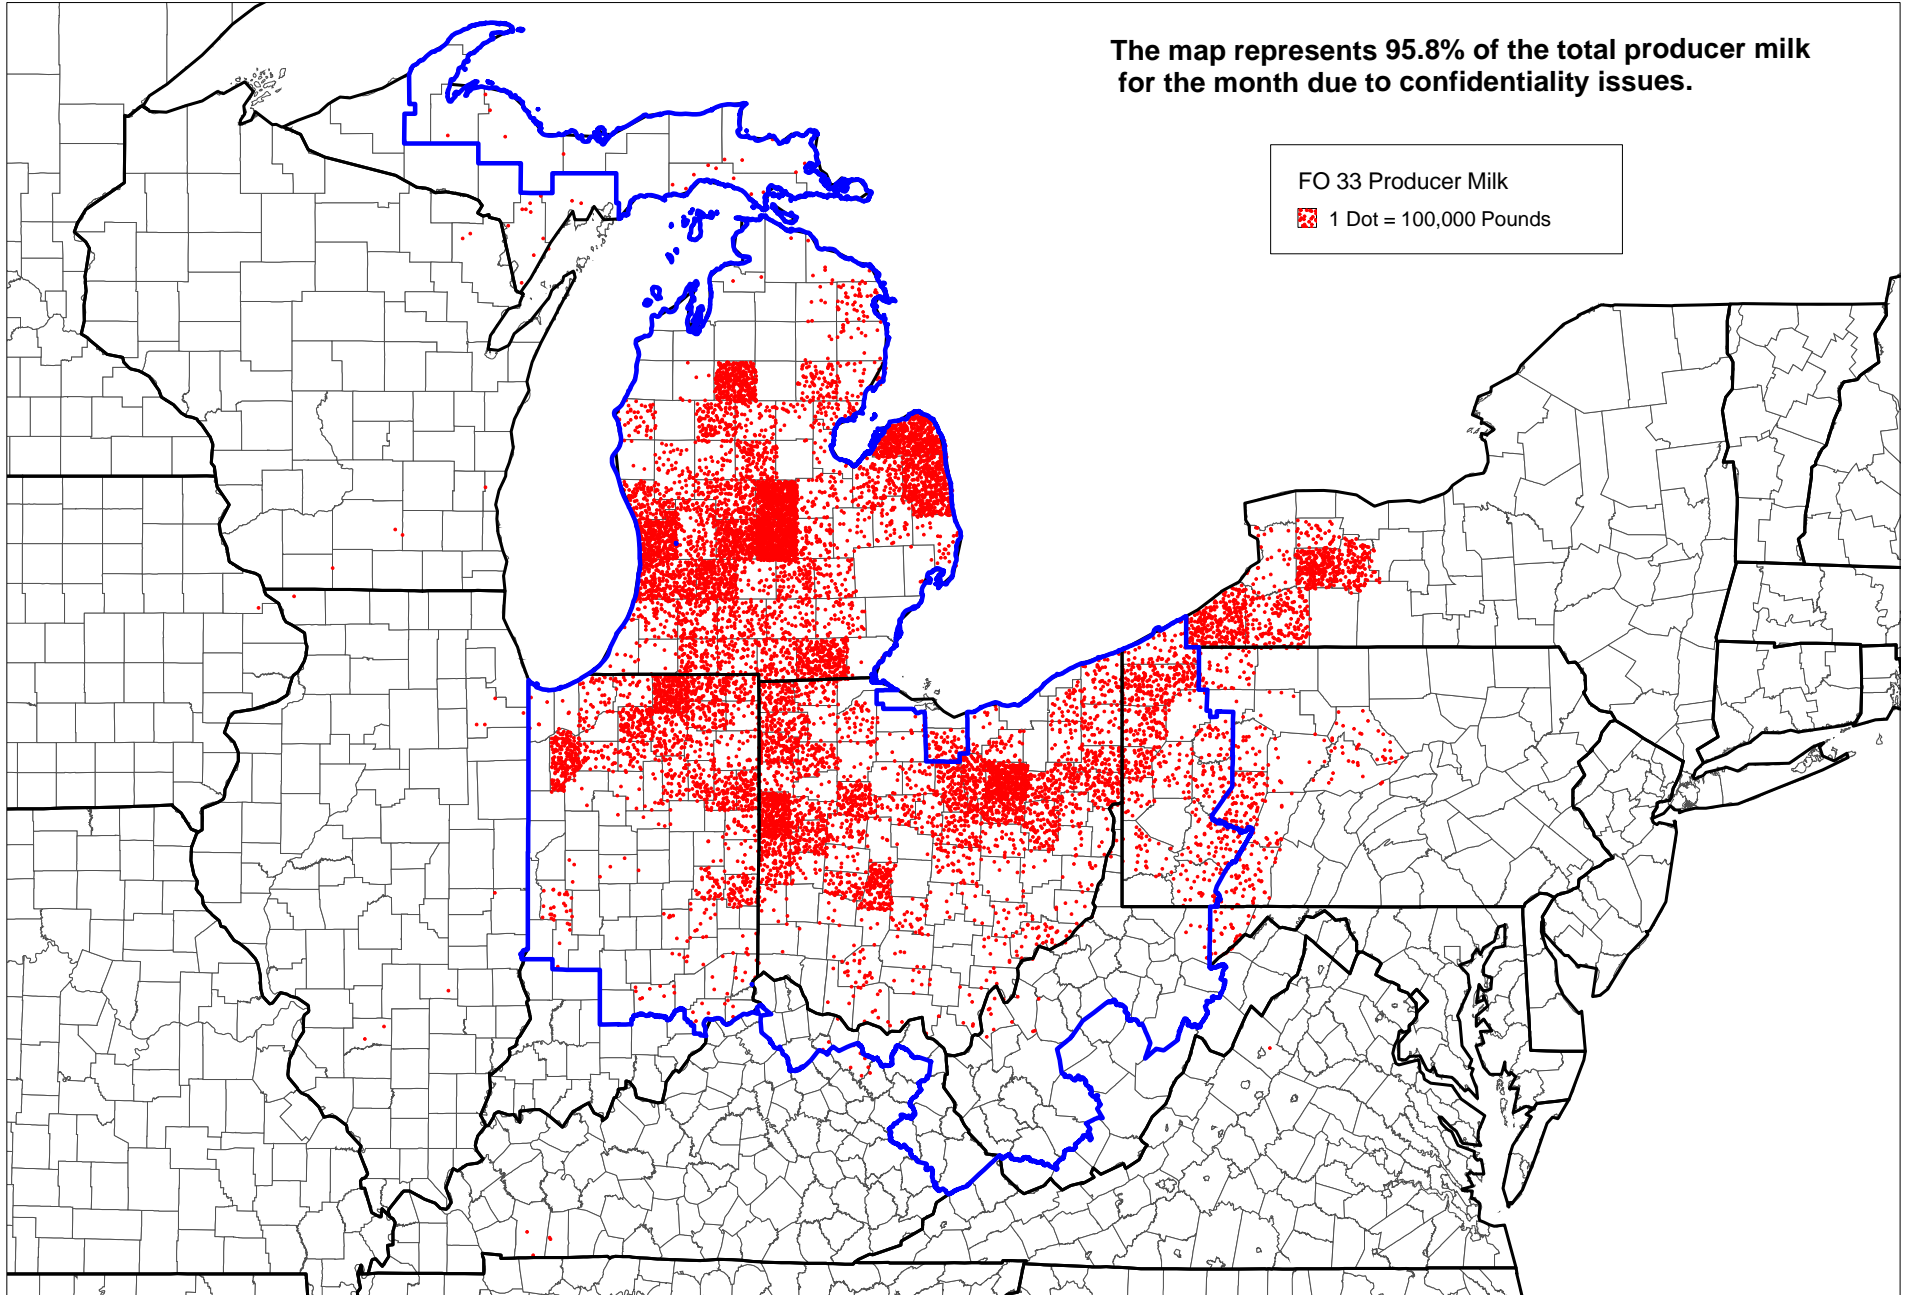 The map represents 95.8% of the total producer milk
for the month due to confidentiality issues.
FO 33 Producer Milk
1 Dot = 100,000 Pounds